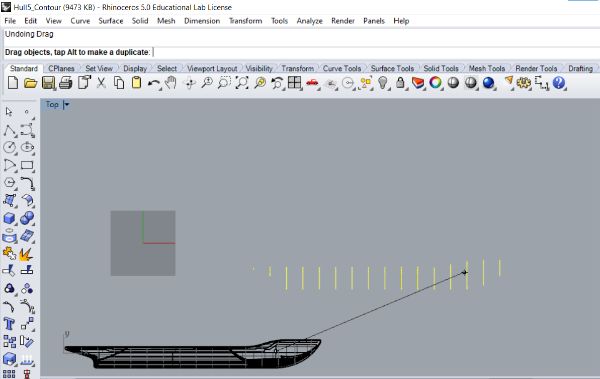 Hull5_Contour (9473 KB) - Rhinoceros 5.0 Educational Lab License
File Edit View Curve Surface Solid Mesh Dimension Transform Tools Analyze Render Panels Help
Undoing Drag
Drag objects, tap Alt to make a duplicate:
Standard CPlanes Set View Display Select Viewport Layout Visibility Transform Curve Tools Surface Tools Solid Tools Mesh Tools Render Tools Drafting
Top
y